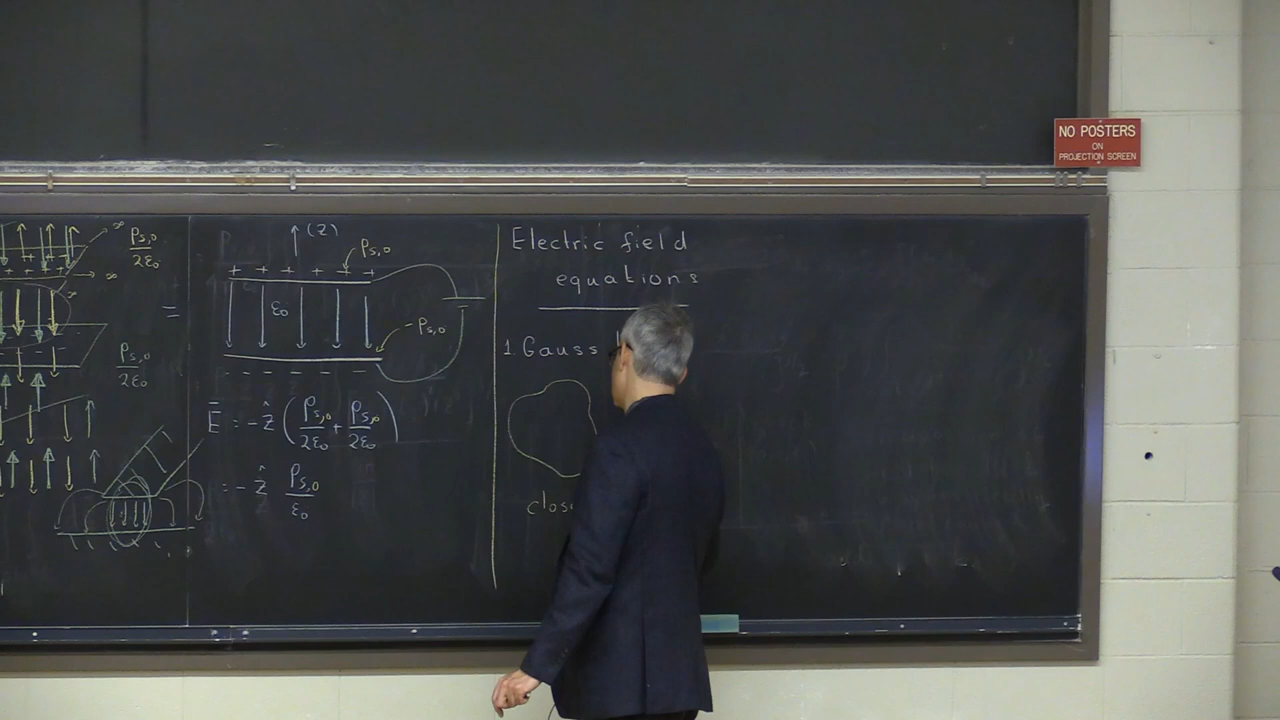 NO POSTERS
ON
PROJECTION SCREEN
ρs,0
2ε₀
∞
∞
ρs,0
2ε₀
=
(z)
ρs,0
+ + + + + +
ε₀
-ρs,0
- - - - - -
E = -ẑ (ρs,0/2ε₀ + ρs,0/2ε₀)
= -ẑ ρs,0/ε₀
Electric field
equations
1. Gauss